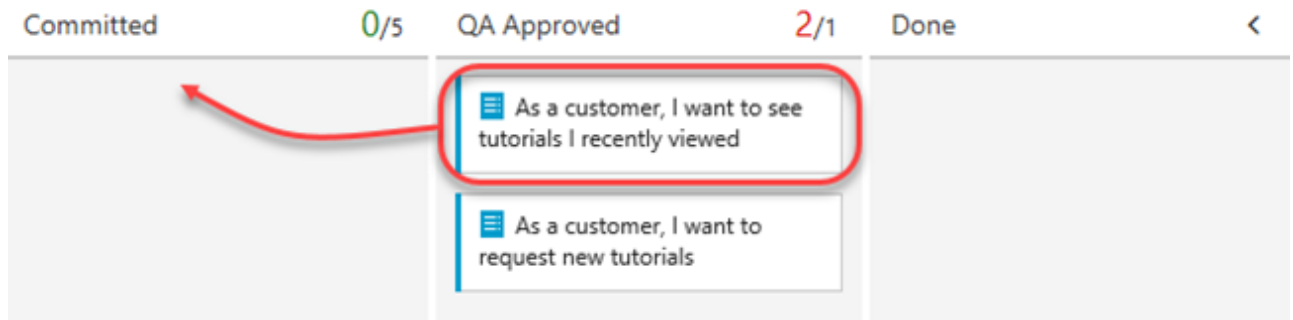 Committed 0/5 QA Approved 2/1 Done <
As a customer, I want to see
tutorials I recently viewed
As a customer, I want to
request new tutorials